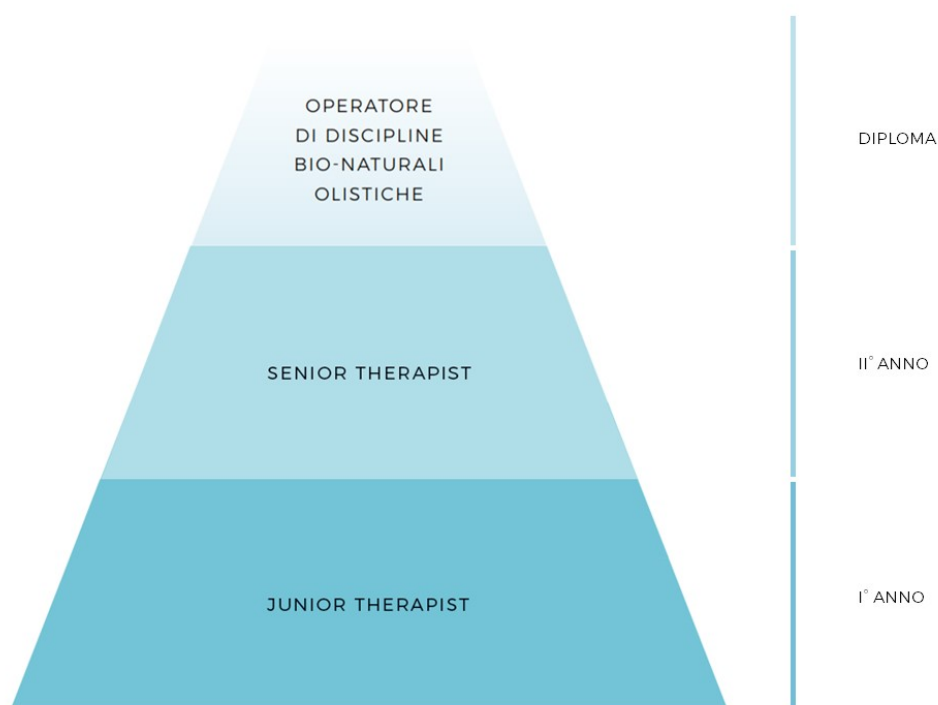 OPERATORE
DI DISCIPLINE
BIO-NATURALI
OLISTICHE
DIPLOMA
SENIOR THERAPIST
II° ANNO
JUNIOR THERAPIST
I° ANNO